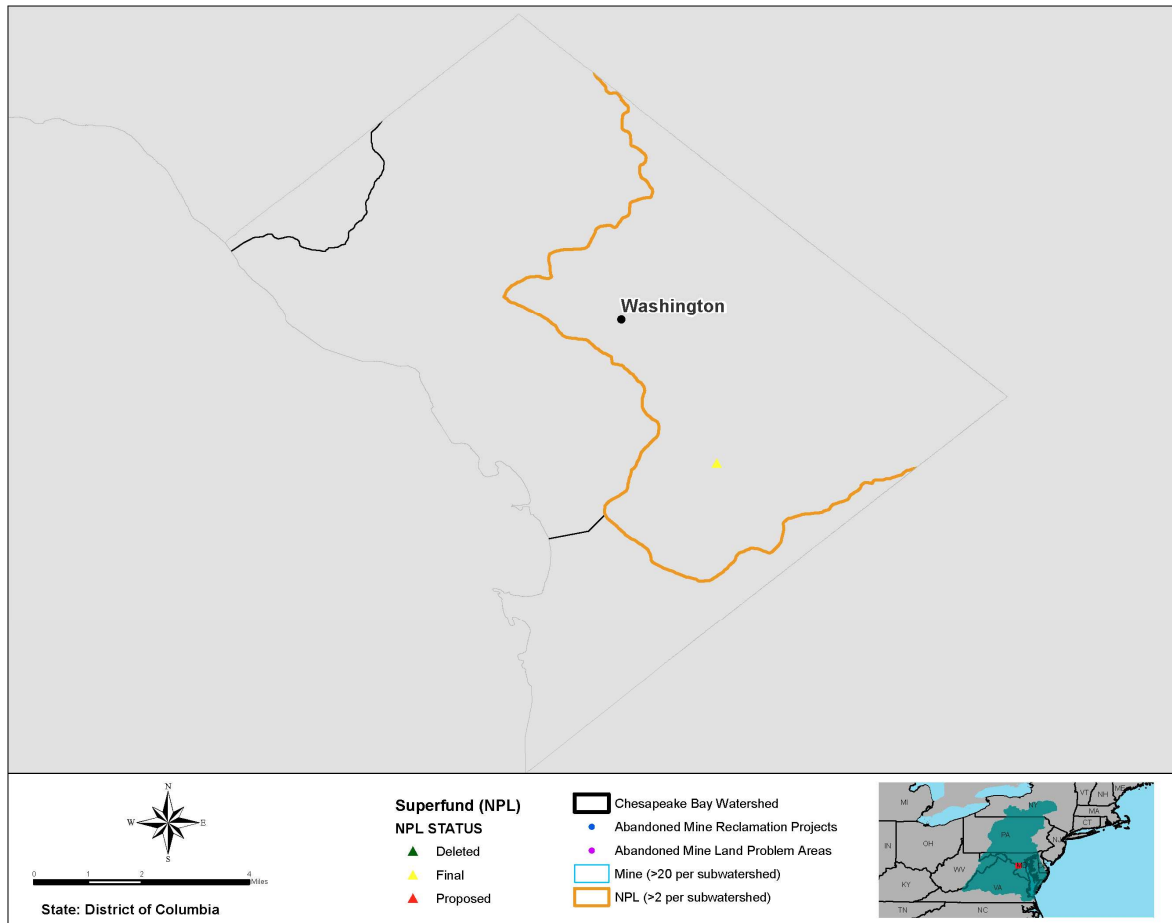 Washington
N
W
E
S
0
2
4
Miles
State: District of Columbia
Superfund (NPL)
NPL STATUS
Deleted
Final
Proposed
Chesapeake Bay Watershed
Abandoned Mine Reclamation Projects
Abandoned Mine Land Problem Areas
Mine (>20 per subwatershed)
NPL (>2 per subwatershed)
MI
NY
VT
NH
ME
MA
CT
PA
NJ
IN
OH
WV
KY
VA
TN
NC